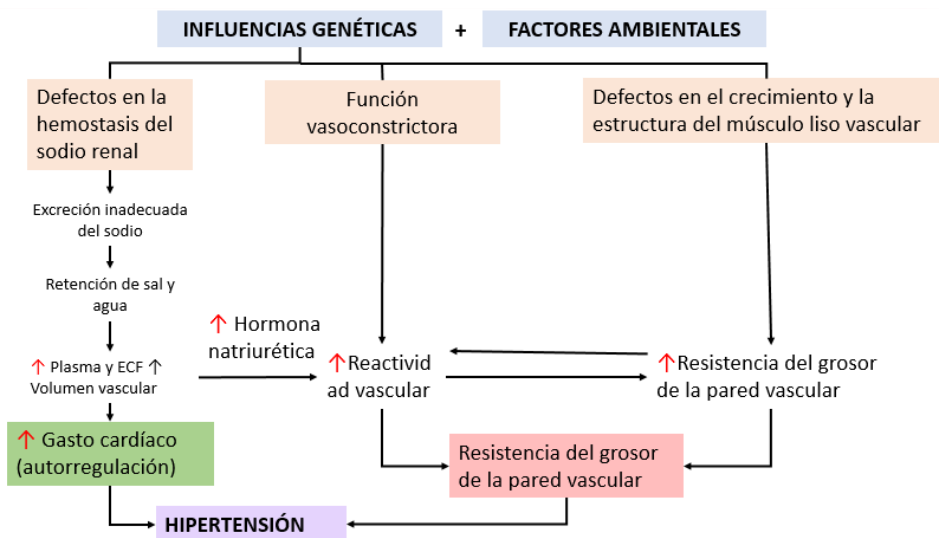 INFLUENCIAS GENÉTICAS + FACTORES AMBIENTALES
Defectos en la
hemostasis del
sodio renal
Función
vasoconstrictora
Defectos en el crecimiento y la
estructura del músculo liso vascular
Excreción inadecuada
del sodio
Retención de sal y
agua
↑ Plasma y ECF ↑
Volumen vascular
↑ Hormona
natriurética
↑Reactivid
ad vascular
↑Resistencia del grosor
de la pared vascular
↑ Gasto cardíaco
(autorregulación)
Resistencia del grosor
de la pared vascular
HIPERTENSIÓN